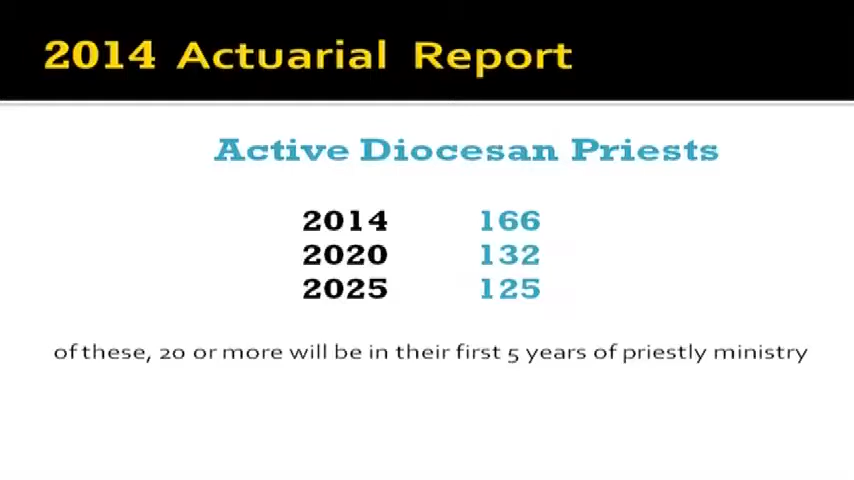 2014 Actuarial Report
Active Diocesan Priests
2014 166
2020 132
2025 125
of these, 20 or more will be in their first 5 years of priestly ministry